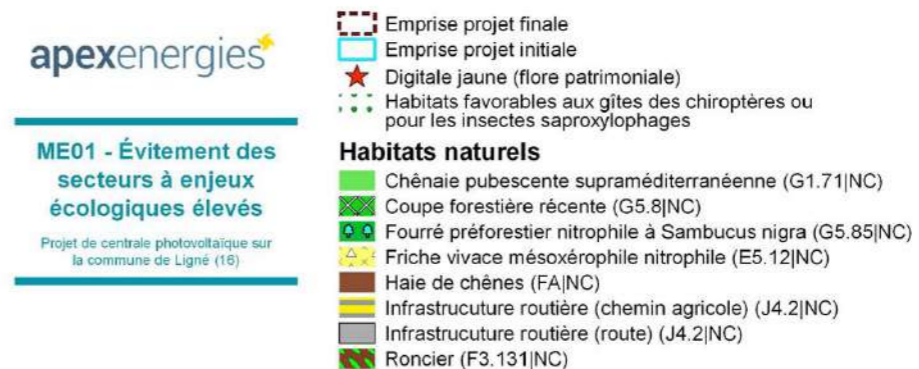 apexenergies
ME01 - Évitement des
secteurs à enjeux
écologiques élevés
Projet de centrale photovoltaïque sur
la commune de Ligné (16)
Emprise projet finale
Emprise projet initiale
Digitale jaune (flore patrimoniale)
Habitats favorables aux gîtes des chiroptères ou
pour les insectes saproxylophages
Habitats naturels
Chênaie pubescente supraméditerranéenne (G1.71|NC)
Coupe forestière récente (G5.8|NC)
Fourré préforestier nitrophile à Sambucus nigra (G5.85|NC)
Friche vivace mésoxérophile nitrophile (E5.12|NC)
Haie de chênes (FA|NC)
Infrastrucuture routière (chemin agricole) (J4.2|NC)
Infrastrucuture routière (route) (J4.2|NC)
Roncier (F3.131|NC)